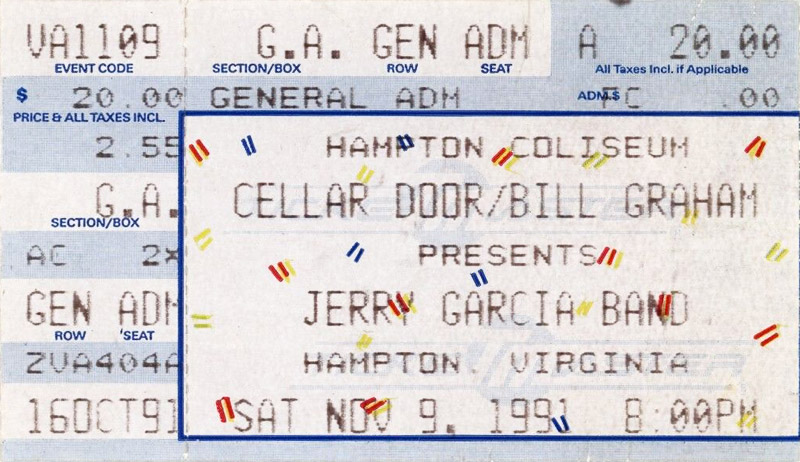 VA1109 G.A. GEN ADM A 20.00
EVENT CODE SECTION/BOX ROW SEAT All Taxes Incl. if Applicable
$ 20.00 GENERAL ADM ADM.$ .00
PRICE & ALL TAXES INCL.
2.55 HAMPTON COLISEUM
G.A. CELLAR DOOR/BILL GRAHAM
SECTION/BOX
AC 2X PRESENTS
GEN ADM JERRY GARCIA BAND
ROW SEAT
ZVA404A HAMPTON, VIRGINIA
16OCT91 SAT NOV 9, 1991 8:00PM